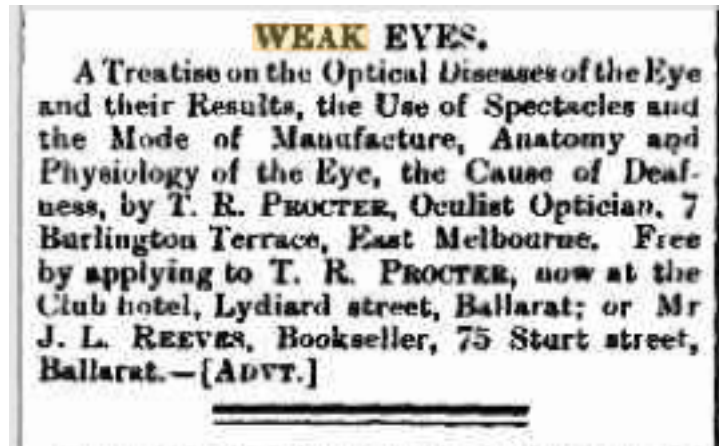 WEAK EYES.
A Treatise on the Optical Diseases of the Eye
and their Results, the Use of Spectacles and
the Mode of Manufacture, Anatomy and
Physiology of the Eye, the Cause of Deaf-
ness, by T. R. PROCTER, Oculist Optician, 7
Burlington Terrace, East Melbourne. Free
by applying to T. R. PROCTER, now at the
Club hotel, Lydiard street, Ballarat; or Mr
J. L. REEVES, Bookseller, 75 Sturt street,
Ballarat.—[ADVT.]